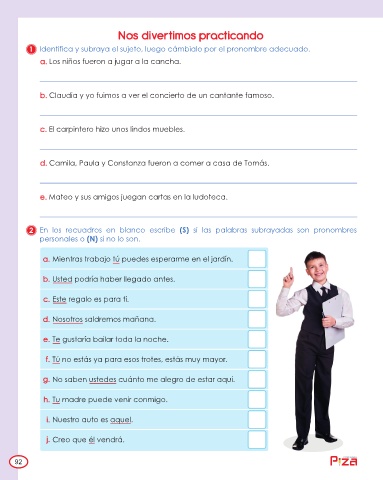 Nos divertimos practicando
1 Identifica y subraya el sujeto, luego cámbialo por el pronombre adecuado.
a. Los niños fueron a jugar a la cancha.
b. Claudia y yo fuimos a ver el concierto de un cantante famoso.
c. El carpintero hizo unos lindos muebles.
d. Camila, Paula y Constanza fueron a comer a casa de Tomás.
e. Mateo y sus amigos juegan cartas en la ludoteca.
2 En los recuadros en blanco escribe (S) si las palabras subrayadas son pronombres
personales o (N) si no lo son.
a. Mientras trabajo tú puedes esperarme en el jardín.
b. Usted podría haber llegado antes.
c. Este regalo es para ti.
d. Nosotros saldremos mañana.
e. Te gustaría bailar toda la noche.
f. Tú no estás ya para esos trotes, estás muy mayor.
g. No saben ustedes cuánto me alegro de estar aquí.
h. Tu madre puede venir conmigo.
i. Nuestro auto es aquel.
j. Creo que él vendrá.
92